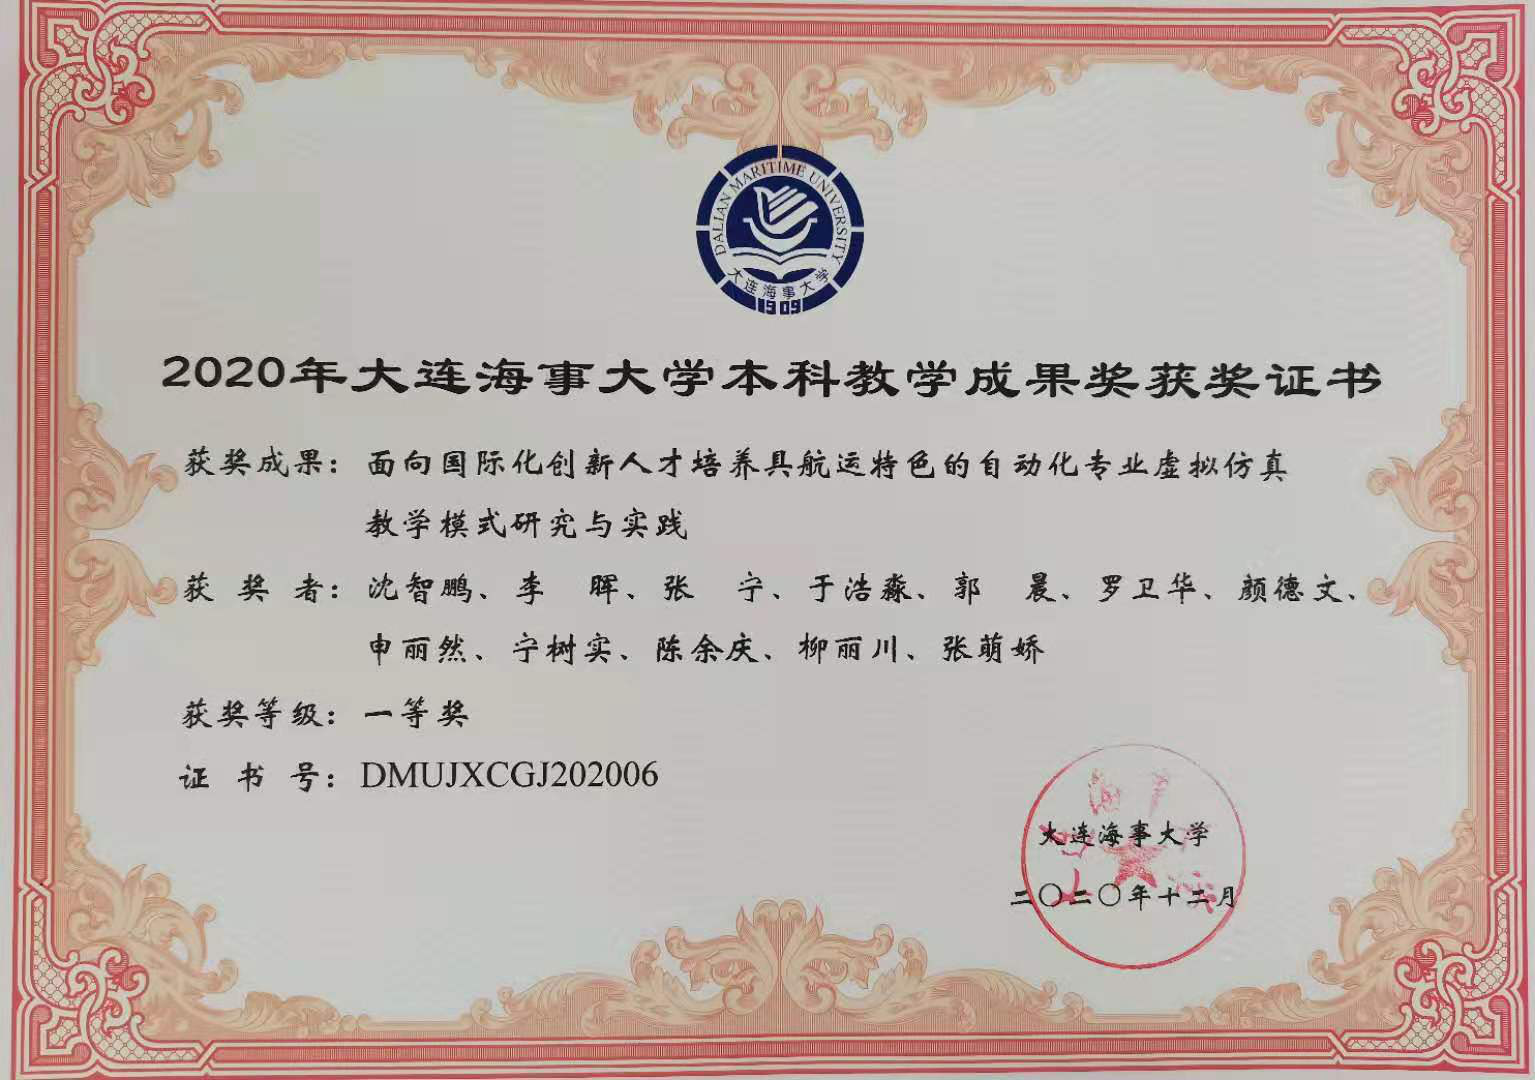 DALIAN MARITIME UNIVERSITY
大连海事大学
1909
2020年大连海事大学本科教学成果奖获奖证书
获奖成果：面向国际化创新人才培养具航运特色的自动化专业虚拟仿真
教学模式研究与实践
获 奖 者：沈智鹏、李 晖、张 宁、于浩淼、郭 晨、罗卫华、颜德文、
申丽然、宁树实、陈余庆、柳丽川、张萌娇
获奖等级：一等奖
证 书 号：DMUJXCGJ202006
大连海事大学
二〇二〇年十二月